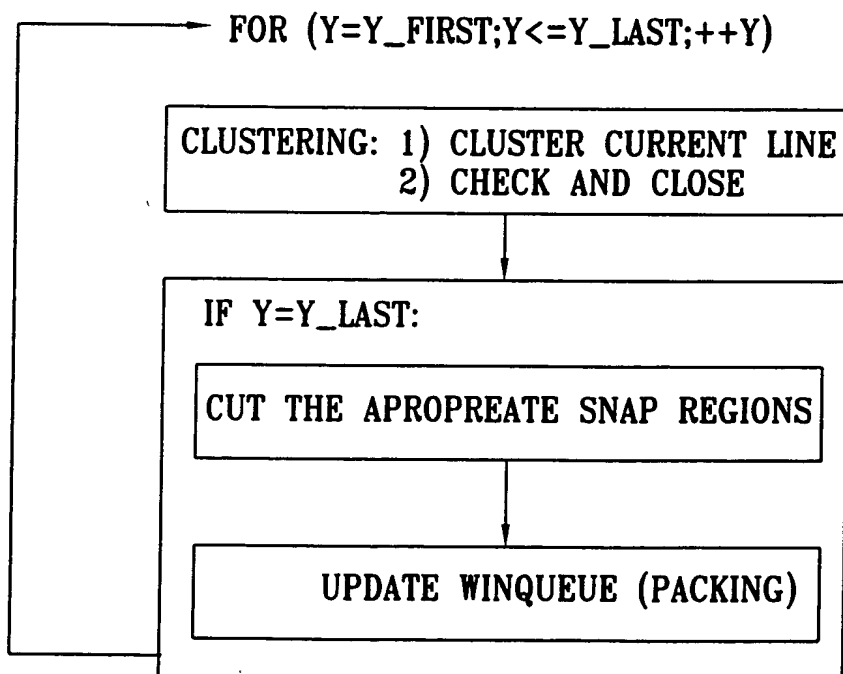 FOR (Y=Y_FIRST;Y<=Y_LAST;++Y)
CLUSTERING: 1) CLUSTER CURRENT LINE
2) CHECK AND CLOSE
IF Y=Y_LAST:
CUT THE APROPREATE SNAP REGIONS
UPDATE WINQUEUE (PACKING)